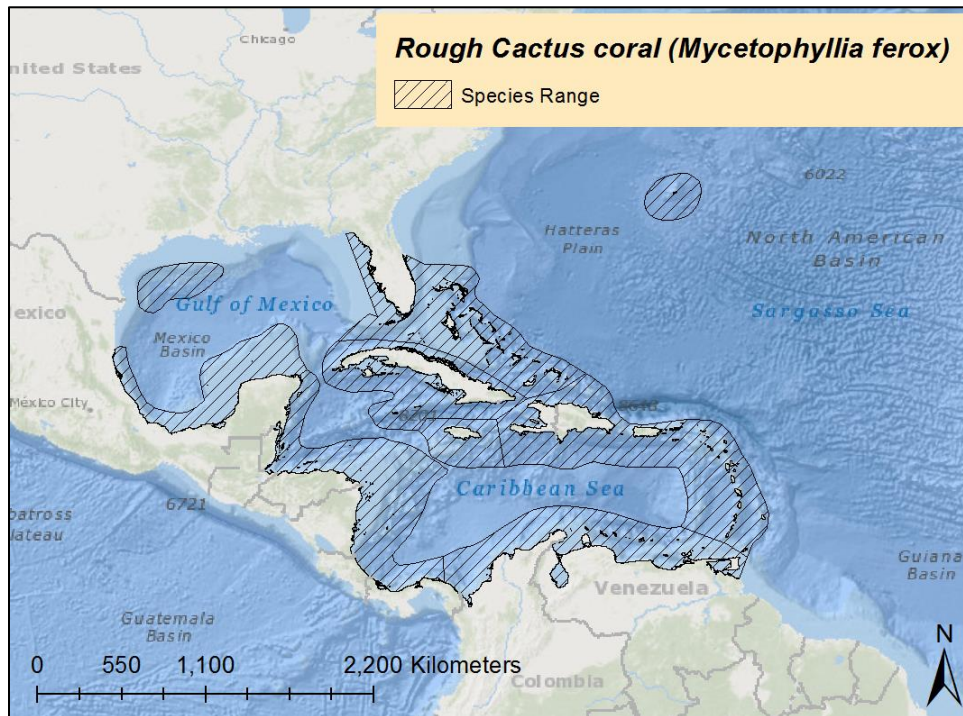 Chicago
Rough Cactus coral (Mycetophyllia ferox)
Species Range
nited States
6022
Hatteras
Plain
North American
Basin
Gulf of Mexico
Sargasso Sea
exico
Mexico
Basin
México City
Caribbean Sea
6721
batross
lateau
Guiana
Basin
Venezuela
Guatemala
Basin
N
0 550 1,100 2,200 Kilometers
Colombia